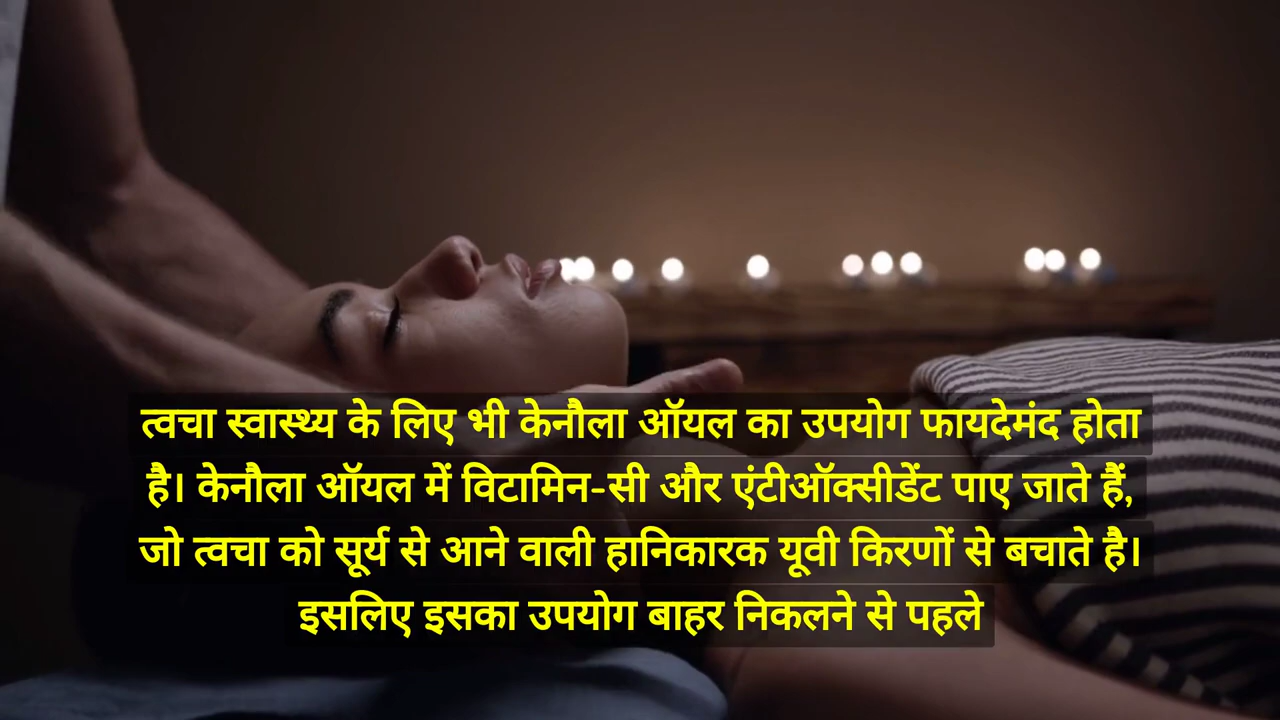 त्वचा स्वास्थ्य के लिए भी केनौला ऑयल का उपयोग फायदेमंद होता
है। केनौला ऑयल में विटामिन-सी और एंटीऑक्सीडेंट पाए जाते हैं,
जो त्वचा को सूर्य से आने वाली हानिकारक यूवी किरणों से बचाते है।
इसलिए इसका उपयोग बाहर निकलने से पहले